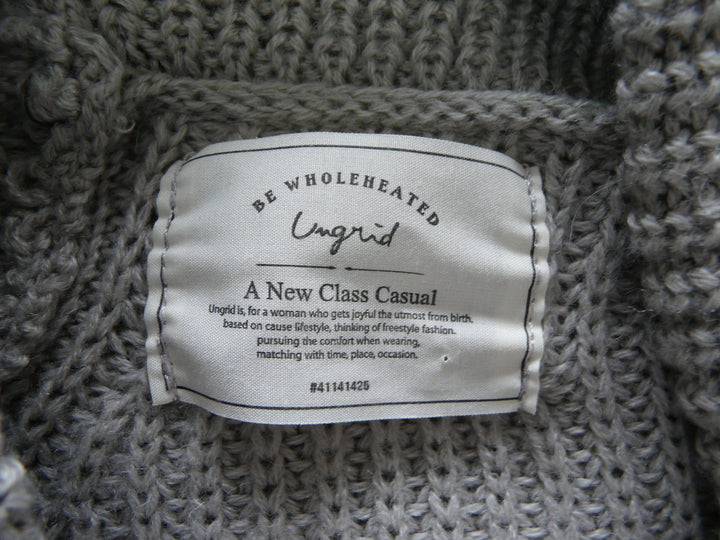 BE WHOLEHEATED
Ungrid
A New Class Casual
Ungrid is, for a woman who gets joyful the utmost from birth.
based on cause lifestyle, thinking of freestyle fashion.
pursuing the comfort when wearing,
matching with time, place, occasion.
#41141425